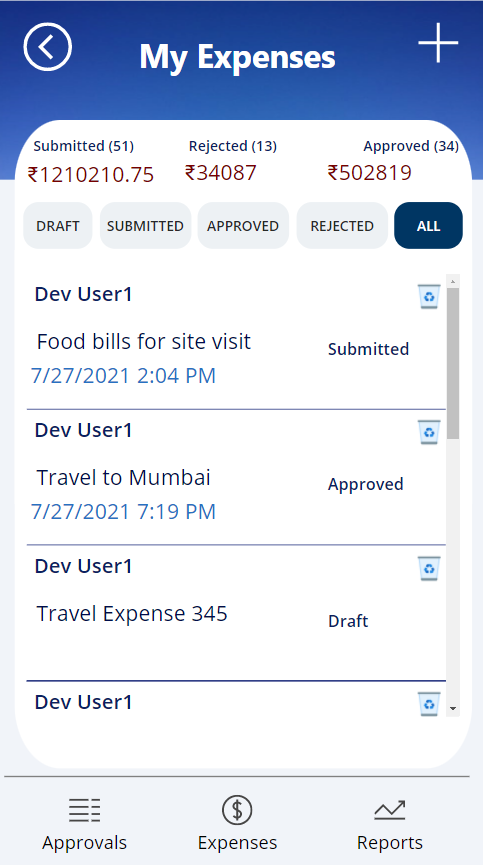 My Expenses
Submitted (51) Rejected (13) Approved (34)
₹1210210.75 ₹34087 ₹502819
DRAFT SUBMITTED APPROVED REJECTED ALL
Dev User1
Food bills for site visit
Submitted
7/27/2021 2:04 PM
Dev User1
Travel to Mumbai
Approved
7/27/2021 7:19 PM
Dev User1
Travel Expense 345
Draft
Dev User1
Approvals Expenses Reports